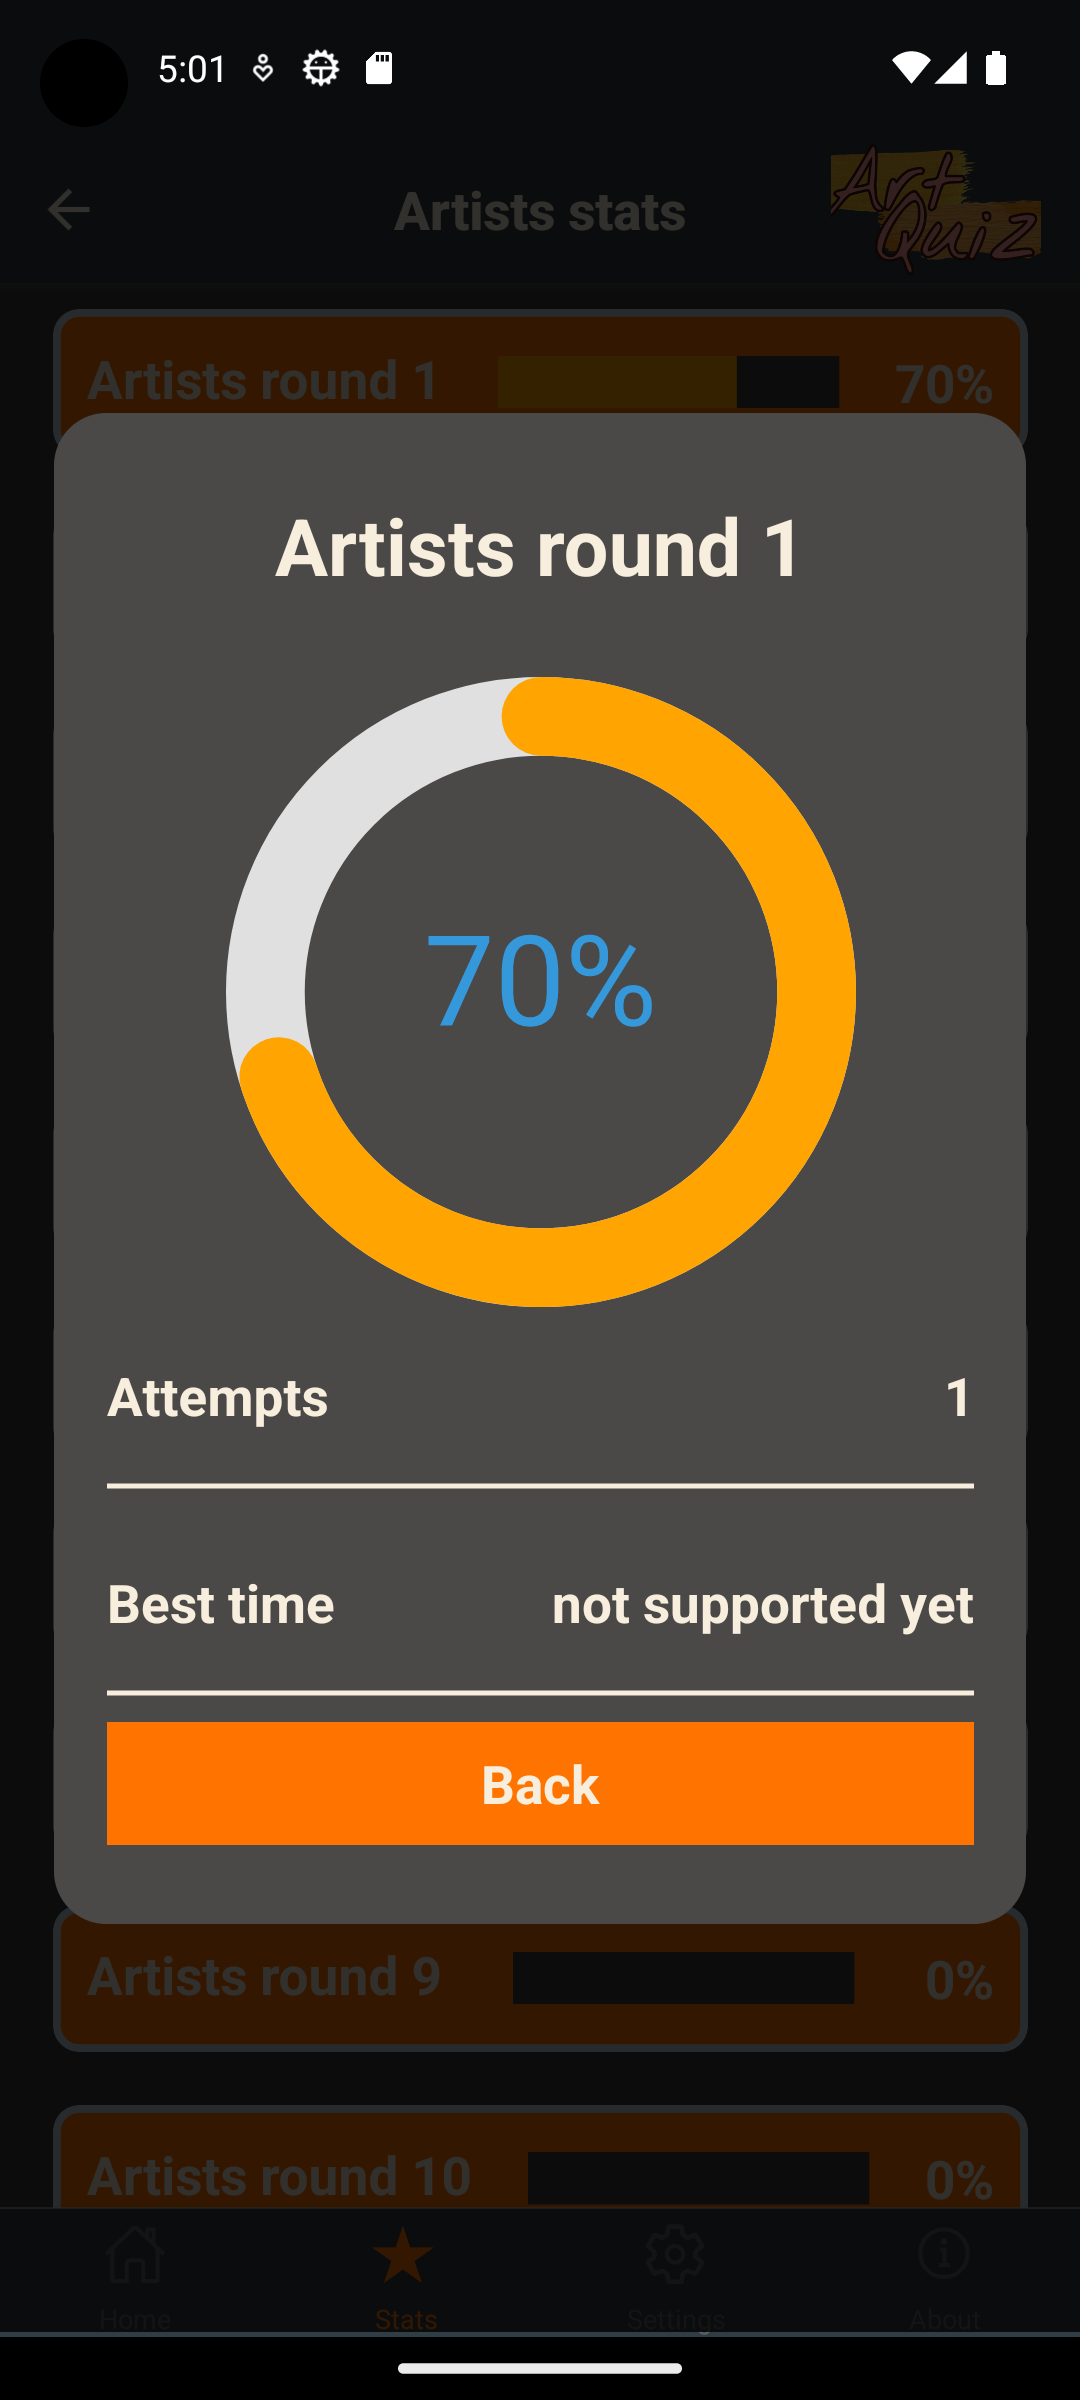 5:01
Artists stats
Art
Quiz
Artists round 1 70%
Artists round 1
70%
Attempts 1
Best time not supported yet
Back
Artists round 9 0%
Artists round 10 0%
Home Stats Settings About